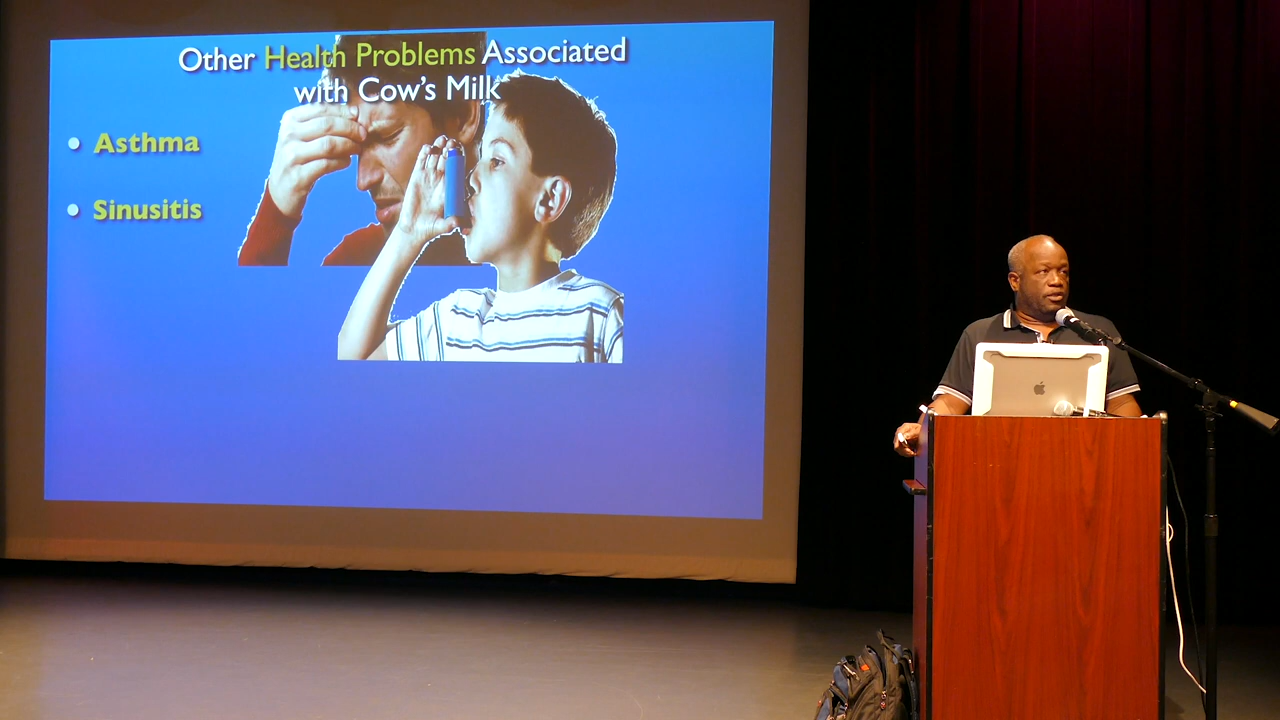 Other Health Problems Associated
with Cow's Milk
• Asthma
• Sinusitis